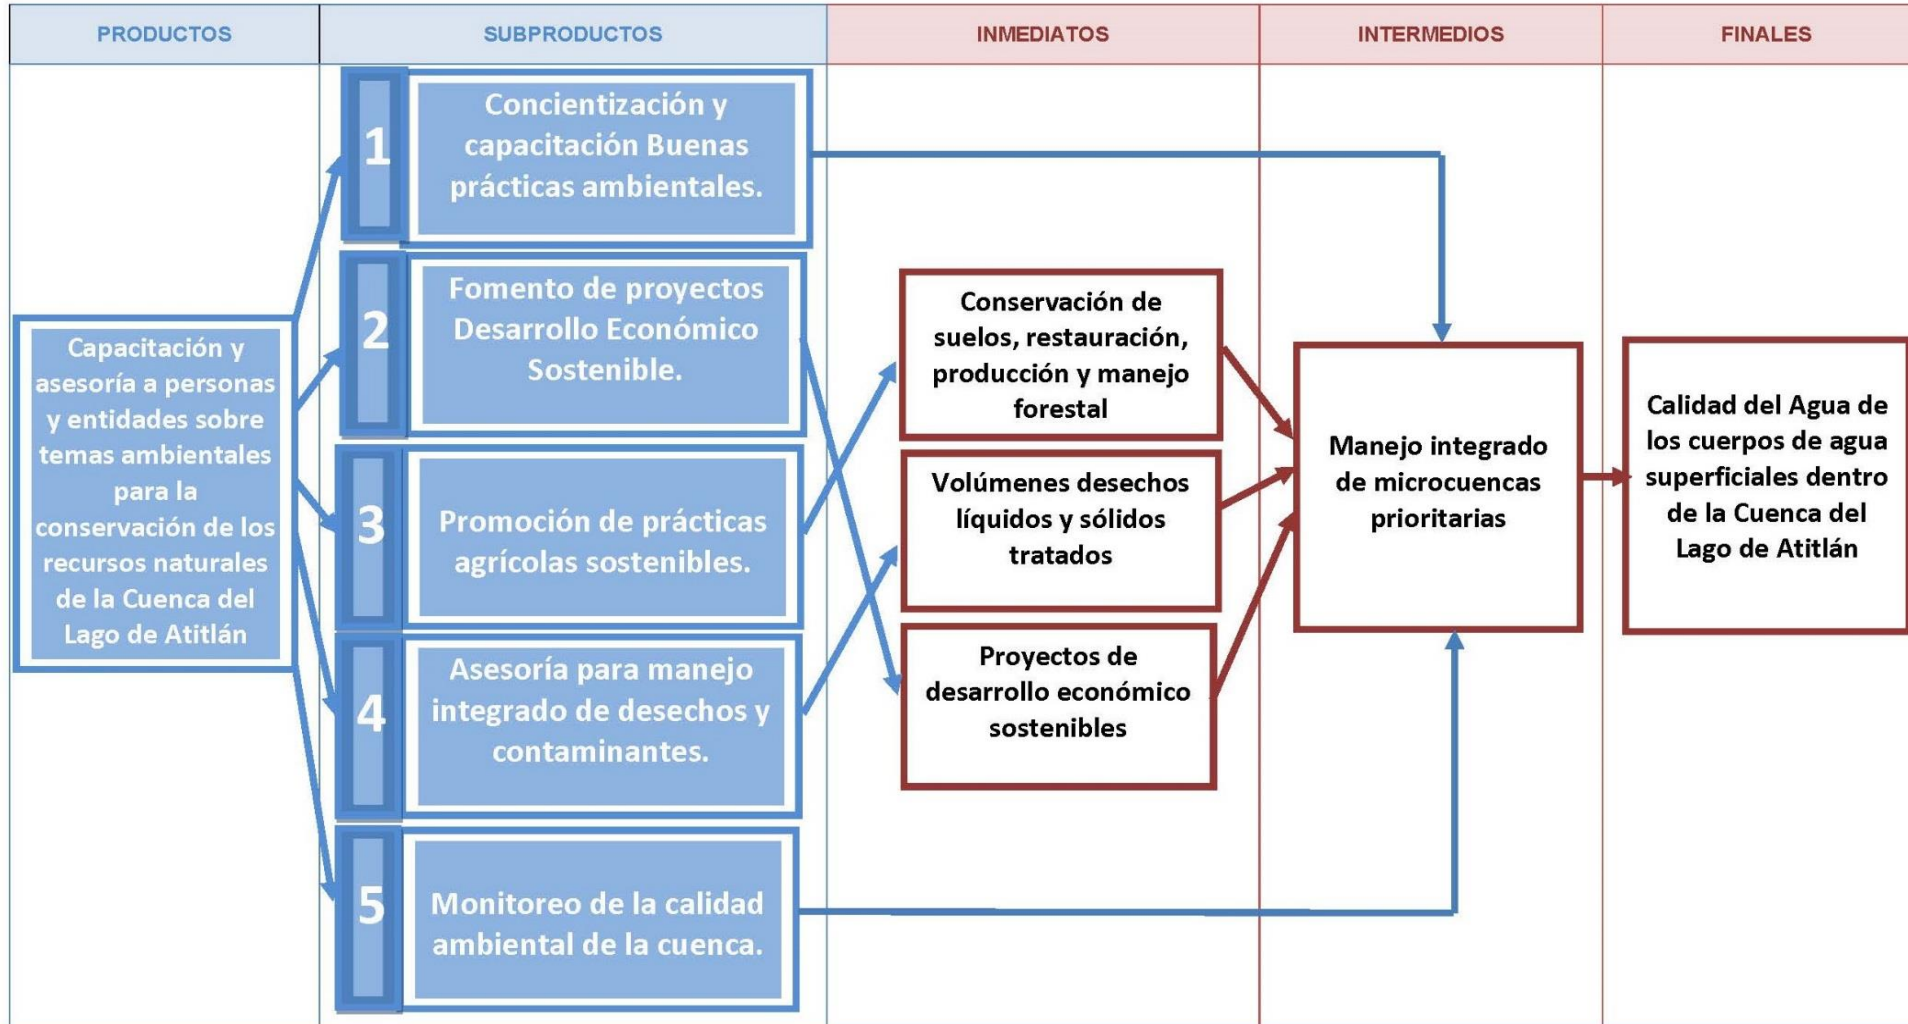 PRODUCTOS
SUBPRODUCTOS
INMEDIATOS
INTERMEDIOS
FINALES
Capacitación y
asesoría a personas
y entidades sobre
temas ambientales
para la
conservación de los
recursos naturales
de la Cuenca del
Lago de Atitlán
1
Concientización y
capacitación Buenas
prácticas ambientales.
2
Fomento de proyectos
Desarrollo Económico
Sostenible.
3
Promoción de prácticas
agrícolas sostenibles.
4
Asesoría para manejo
integrado de desechos y
contaminantes.
5
Monitoreo de la calidad
ambiental de la cuenca.
Conservación de
suelos, restauración,
producción y manejo
forestal
Volúmenes desechos
líquidos y sólidos
tratados
Proyectos de
desarrollo económico
sostenibles
Manejo integrado
de microcuencas
prioritarias
Calidad del Agua de
los cuerpos de agua
superficiales dentro
de la Cuenca del
Lago de Atitlán